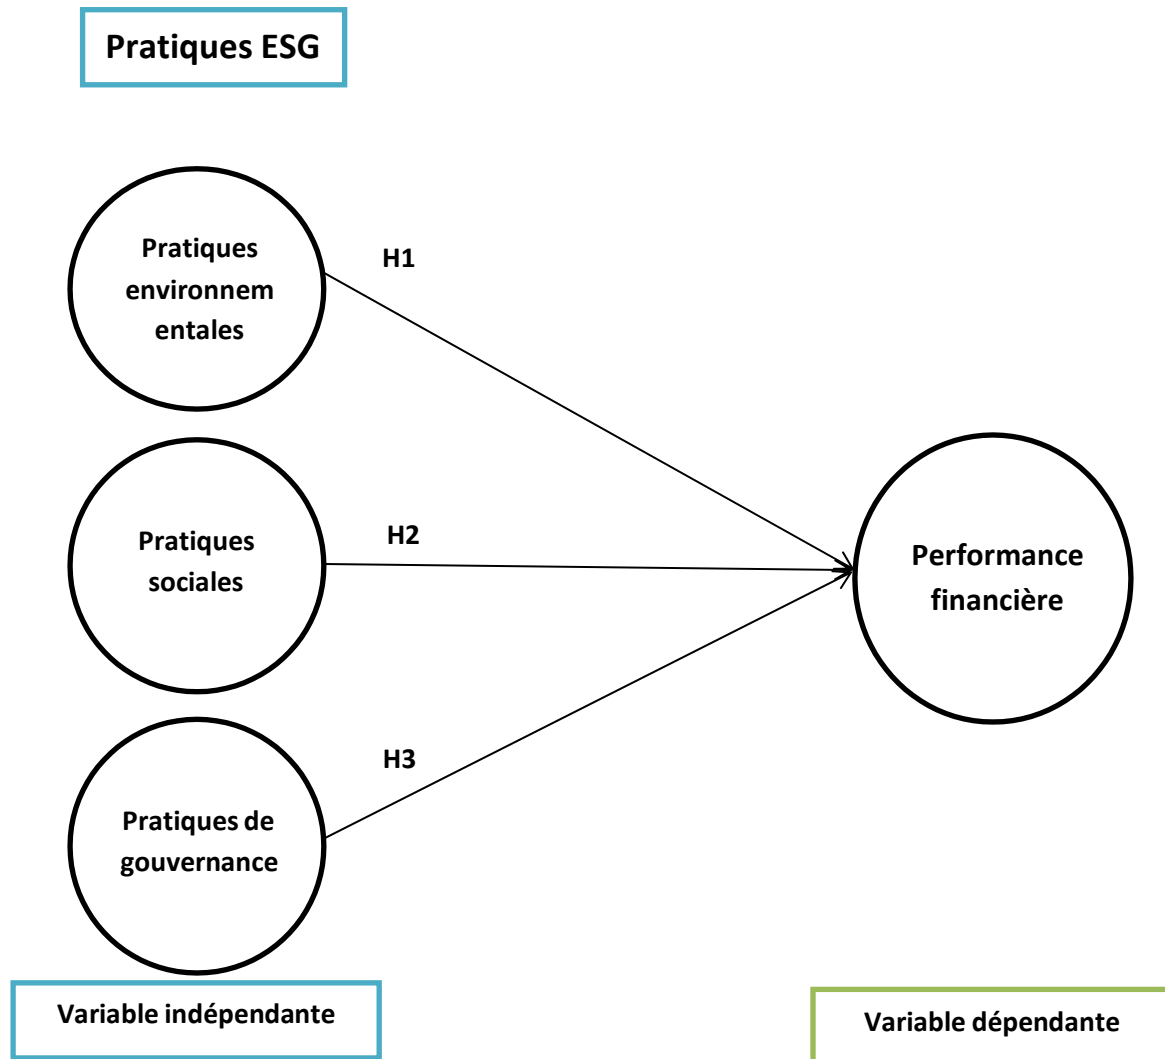 Pratiques ESG
Pratiques
environnem
entales
H1
Pratiques
sociales
H2
Performance
financière
H3
Pratiques de
gouvernance
Variable indépendante
Variable dépendante